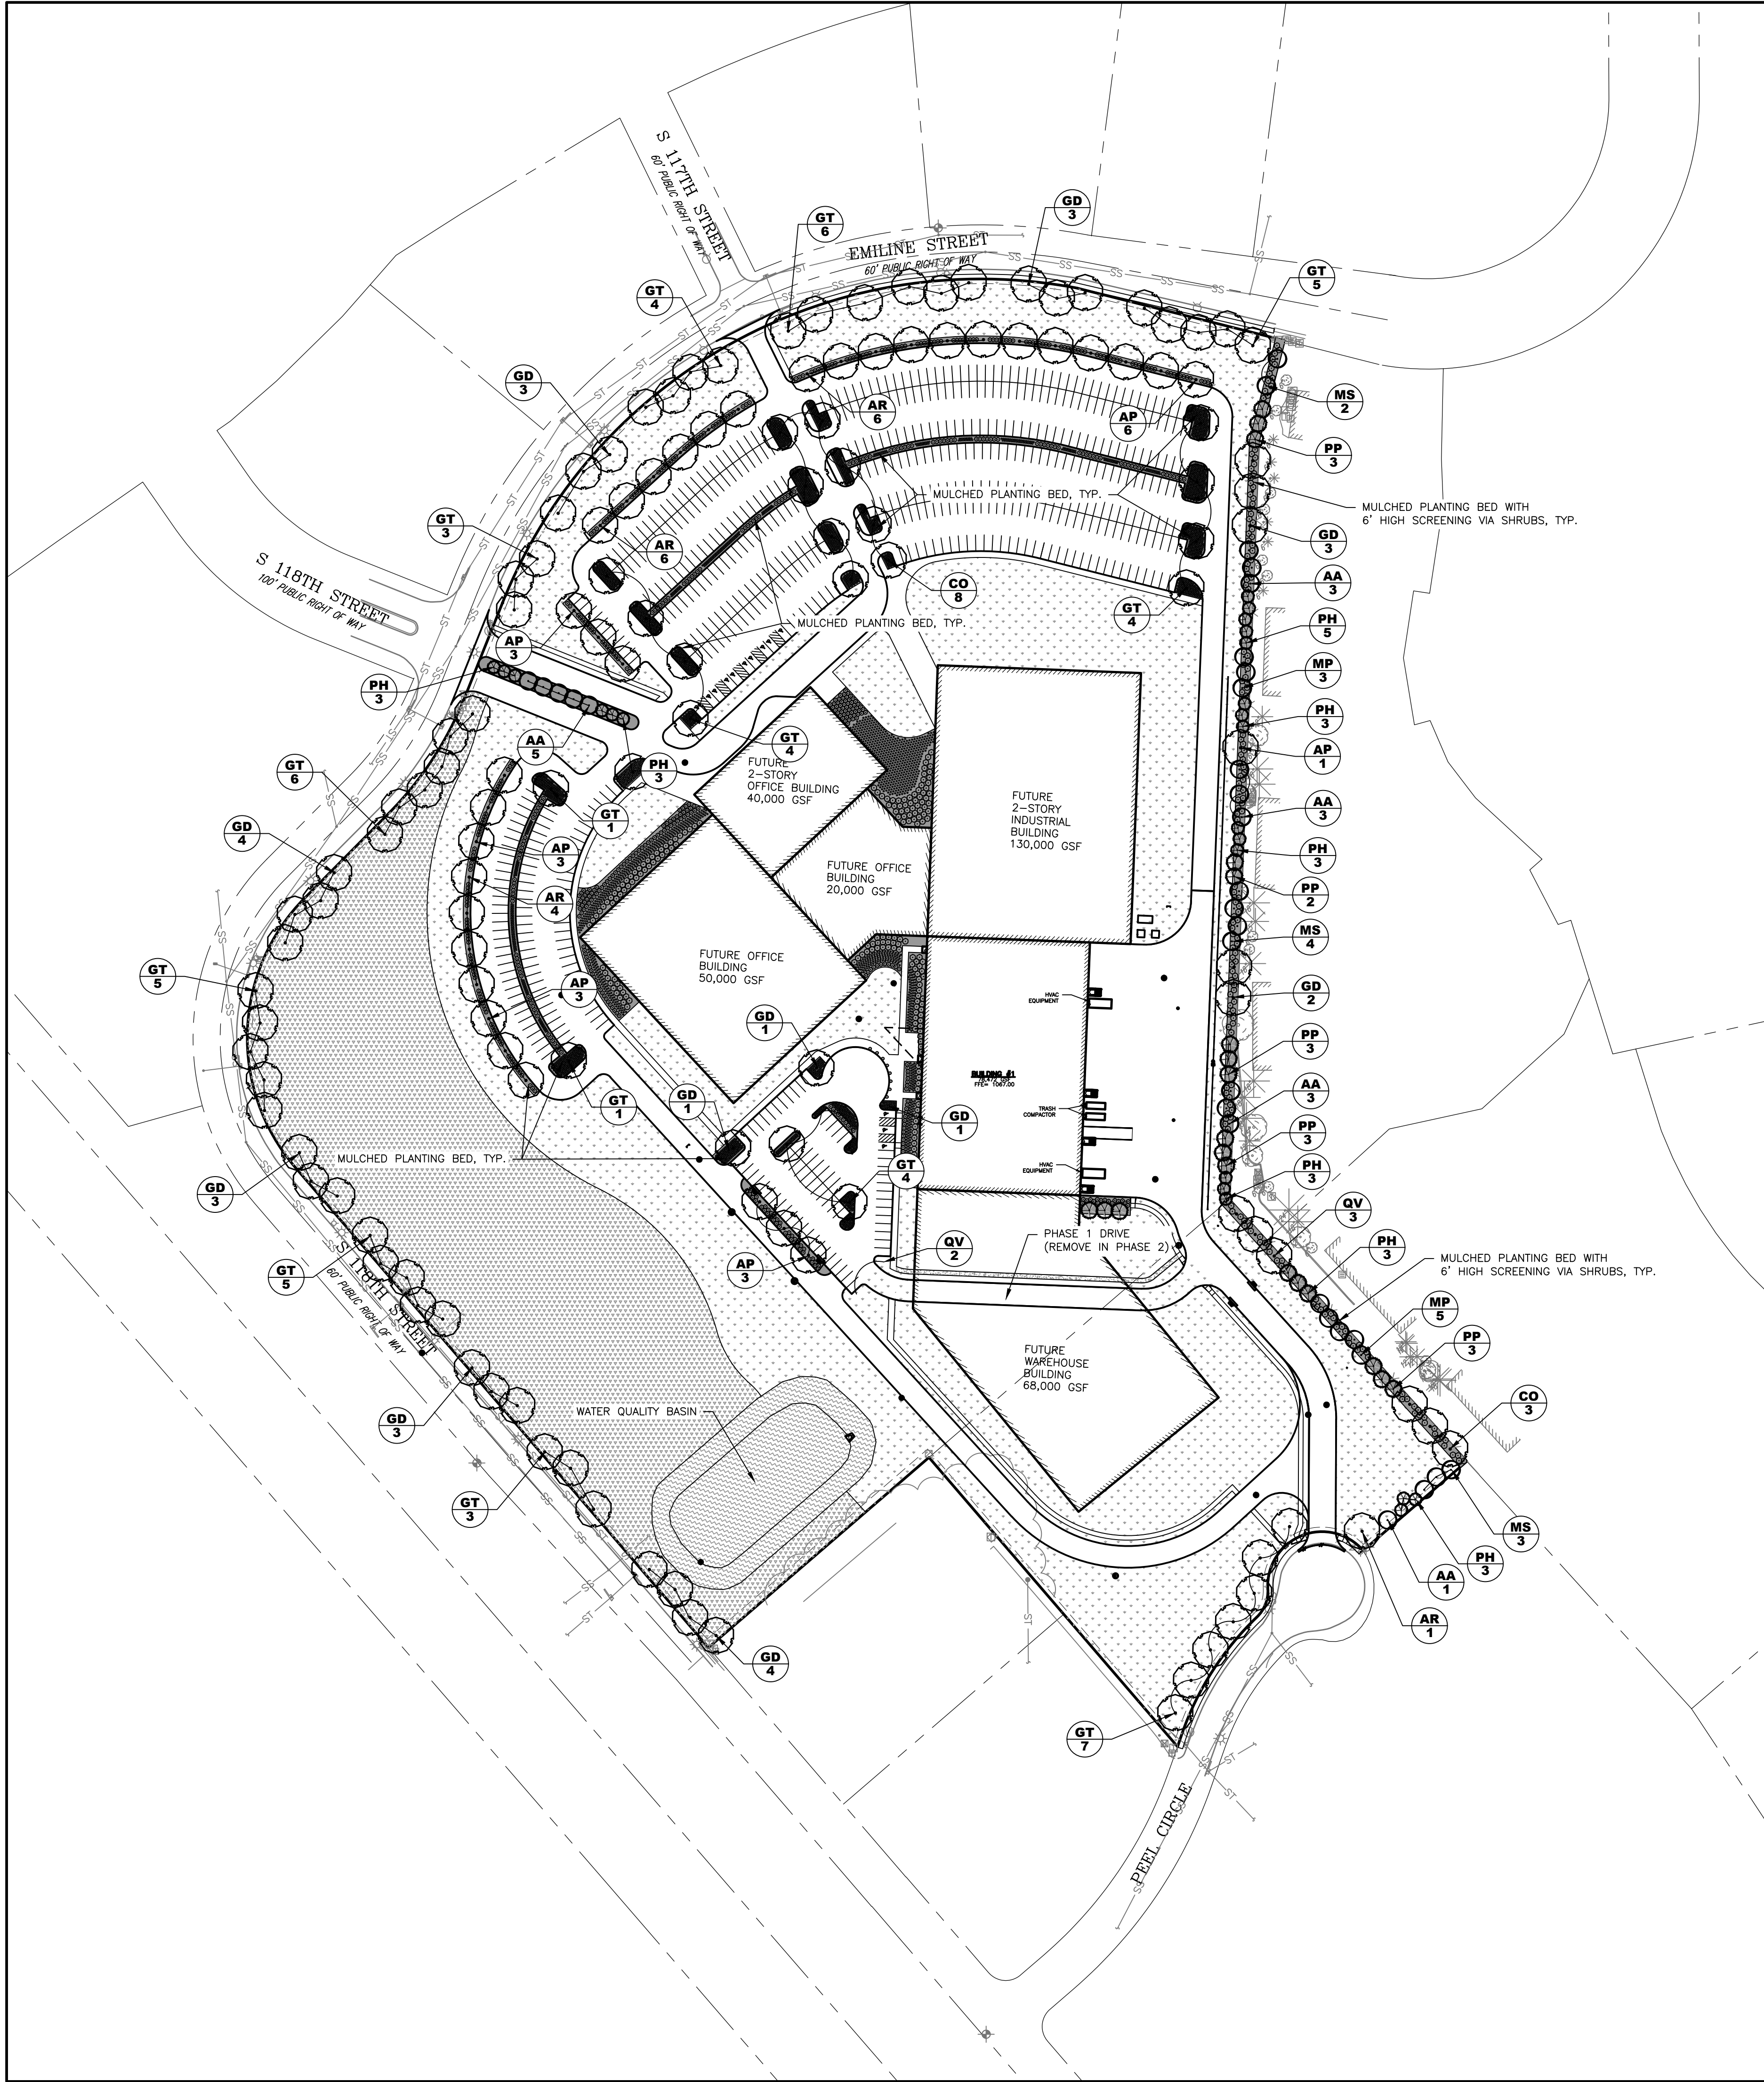 S 117TH STREET
60' PUBLIC RIGHT OF WAY
EMILINE STREET
60' PUBLIC RIGHT OF WAY
GD
3
GT
6
GT
5
GT
4
GD
3
MS
2
AR
6
AP
6
PP
3
MULCHED PLANTING BED, TYP.
MULCHED PLANTING BED WITH
6' HIGH SCREENING VIA SHRUBS, TYP.
GT
3
GD
3
AR
6
S 118TH STREET
100' PUBLIC RIGHT OF WAY
CO
8
AA
3
GT
4
MULCHED PLANTING BED, TYP.
PH
5
AP
3
MP
3
PH
3
PH
3
AA
5
GT
4
AP
1
PH
3
FUTURE
2-STORY
OFFICE BUILDING
40,000 GSF
GT
6
FUTURE
2-STORY
INDUSTRIAL
BUILDING
130,000 GSF
AA
3
GT
1
GD
4
AP
3
PH
3
FUTURE OFFICE
BUILDING
20,000 GSF
PP
2
AR
4
MS
4
FUTURE OFFICE
BUILDING
50,000 GSF
GT
5
AP
3
HVAC
EQUIPMENT
GD
2
GD
1
PP
3
BUILDING #1
FFE= 1067.00
GT
1
GD
1
GD
1
TRASH
COMPACTOR
AA
3
PP
3
MULCHED PLANTING BED, TYP.
GT
4
HVAC
EQUIPMENT
PH
3
GD
3
QV
3
PHASE 1 DRIVE
(REMOVE IN PHASE 2)
QV
2
PH
3
MULCHED PLANTING BED WITH
6' HIGH SCREENING VIA SHRUBS, TYP.
GT
5
AP
3
S 118TH STREET
60' PUBLIC RIGHT OF WAY
MP
5
PP
3
FUTURE
WAREHOUSE
BUILDING
68,000 GSF
CO
3
WATER QUALITY BASIN
GD
3
GT
3
MS
3
PH
3
AA
1
AR
1
GD
4
GT
7
PEEL CIRCLE